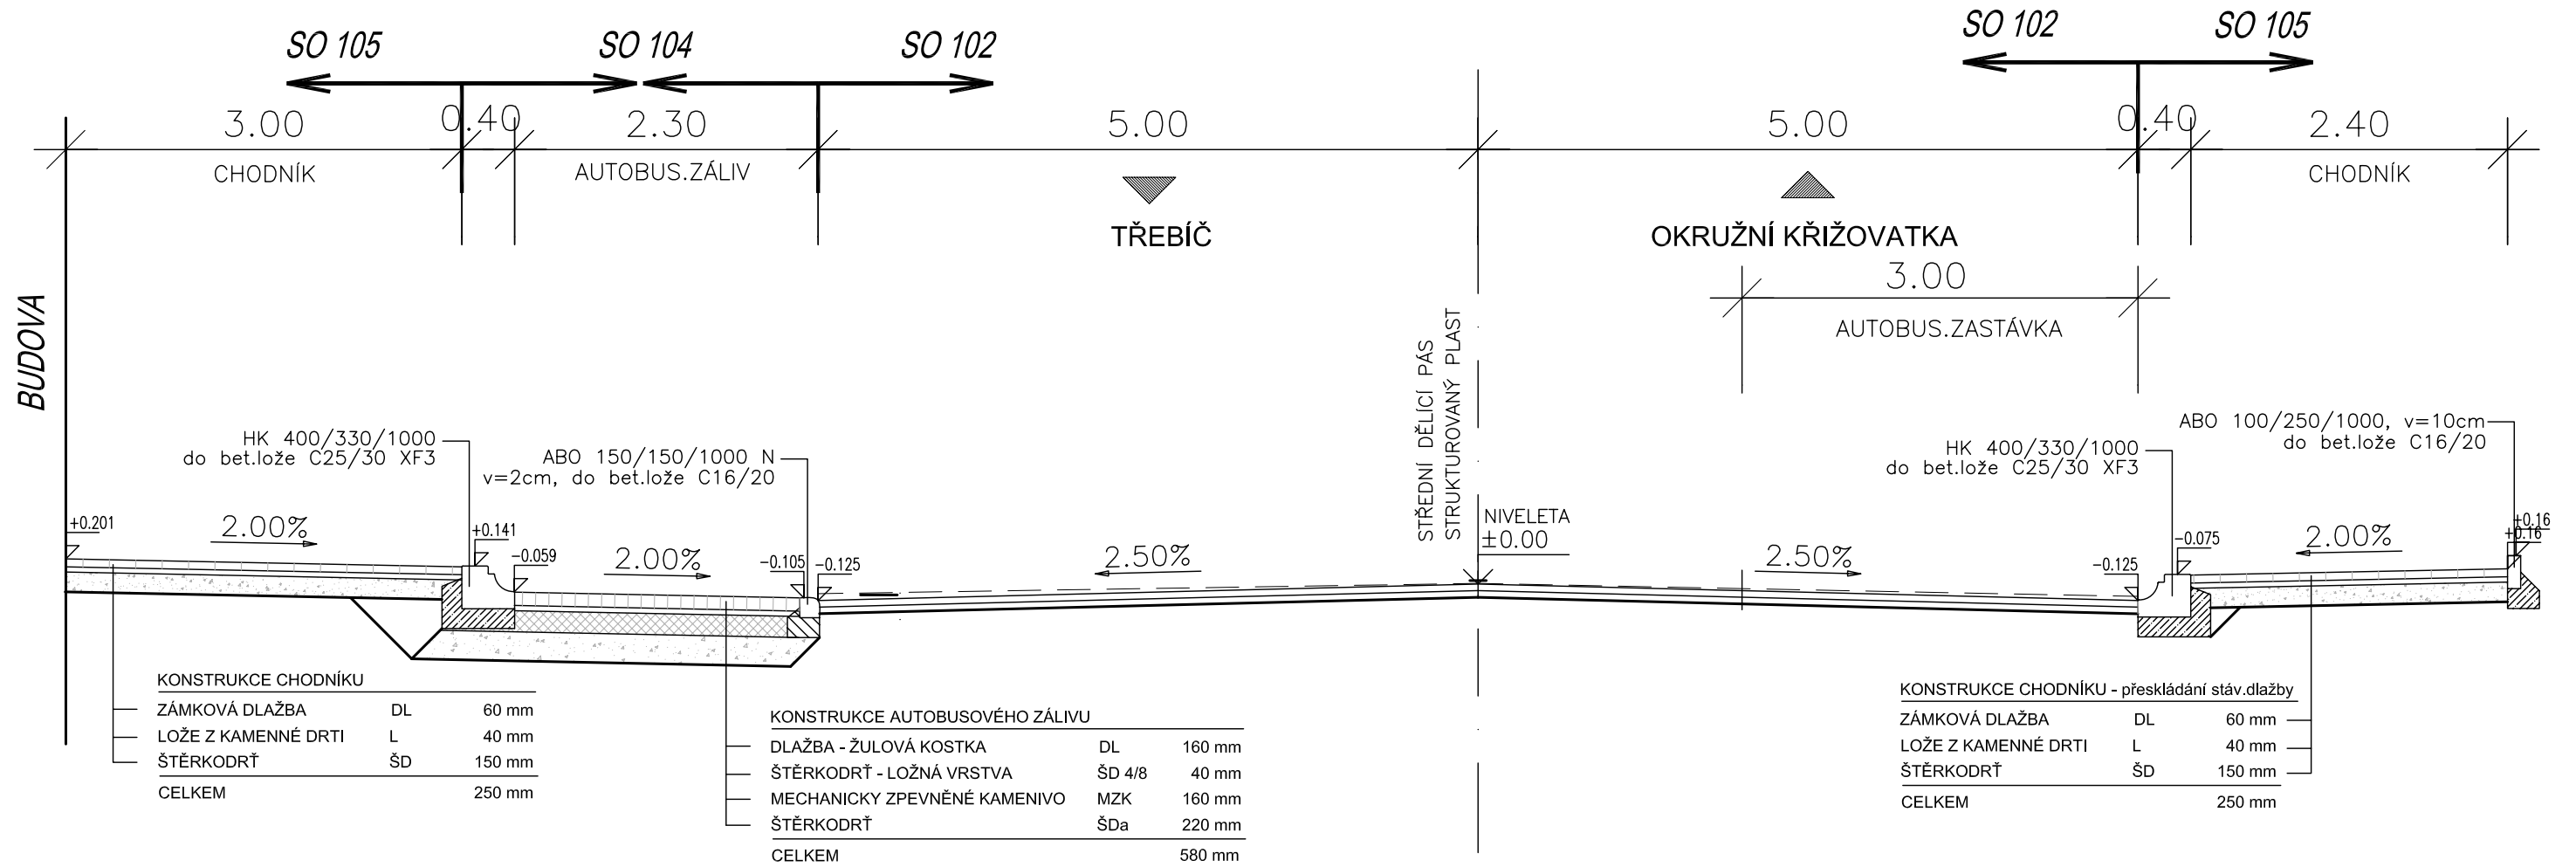 SO 105
SO 104
SO 102
SO 102
SO 105
3.00
0.40
2.30
5.00
5.00
0.40
2.40
CHODNÍK
AUTOBUS.ZÁLIV
CHODNÍK
TŘEBÍČ
OKRUŽNÍ KŘIŽOVATKA
3.00
AUTOBUS.ZASTÁVKA
BUDOVA
STŘEDNÍ DĚLÍCÍ PÁS
STRUKTUROVANÝ PLAST
HK 400/330/1000
do bet.lože C25/30 XF3
ABO 150/150/1000 N
v=2cm, do bet.lože C16/20
HK 400/330/1000
do bet.lože C25/30 XF3
ABO 100/250/1000, v=10cm
do bet.lože C16/20
+0.201
2.00%
+0.141
-0.059
2.00%
-0.105
-0.125
2.50%
NIVELETA
±0.00
2.50%
-0.125
-0.075
2.00%
+0.16
+0.16
KONSTRUKCE CHODNÍKU
ZÁMKOVÁ DLAŽBA DL 60 mm
LOŽE Z KAMENNÉ DRTI L 40 mm
ŠTĚRKODRŤ ŠD 150 mm
CELKEM 250 mm
KONSTRUKCE AUTOBUSOVÉHO ZÁLIVU
DLAŽBA - ŽULOVÁ KOSTKA DL 160 mm
ŠTĚRKODRŤ - LOŽNÁ VRSTVA ŠD 4/8 40 mm
MECHANICKY ZPEVNĚNÉ KAMENIVO MZK 160 mm
ŠTĚRKODRŤ ŠDa 220 mm
CELKEM 580 mm
KONSTRUKCE CHODNÍKU - přeskládání stáv.dlažby
ZÁMKOVÁ DLAŽBA DL 60 mm
LOŽE Z KAMENNÉ DRTI L 40 mm
ŠTĚRKODRŤ ŠD 150 mm
CELKEM 250 mm